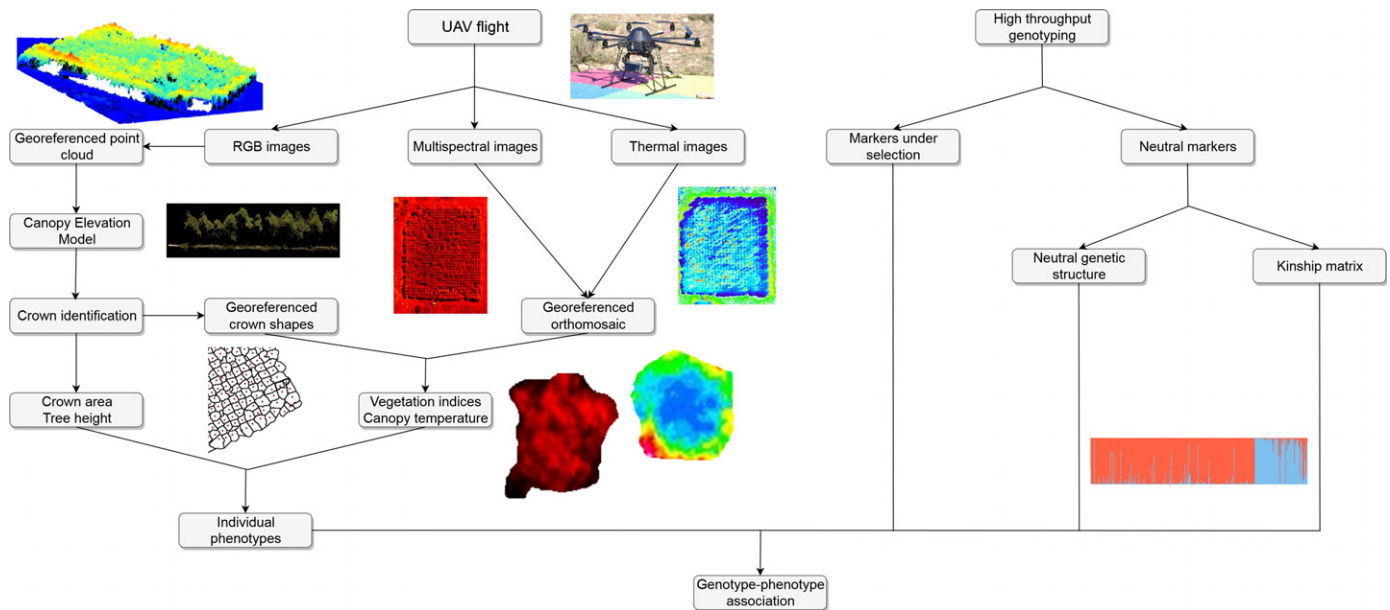 UAV flight
High throughput
genotyping
Georeferenced point
cloud
RGB images
Multispectral images
Thermal images
Markers under
selection
Neutral markers
Canopy Elevation
Model
Neutral genetic
structure
Kinship matrix
Crown identification
Georeferenced
crown shapes
Georeferenced
orthomosaic
Crown area
Tree height
Vegetation indices
Canopy temperature
Individual
phenotypes
Genotype-phenotype
association